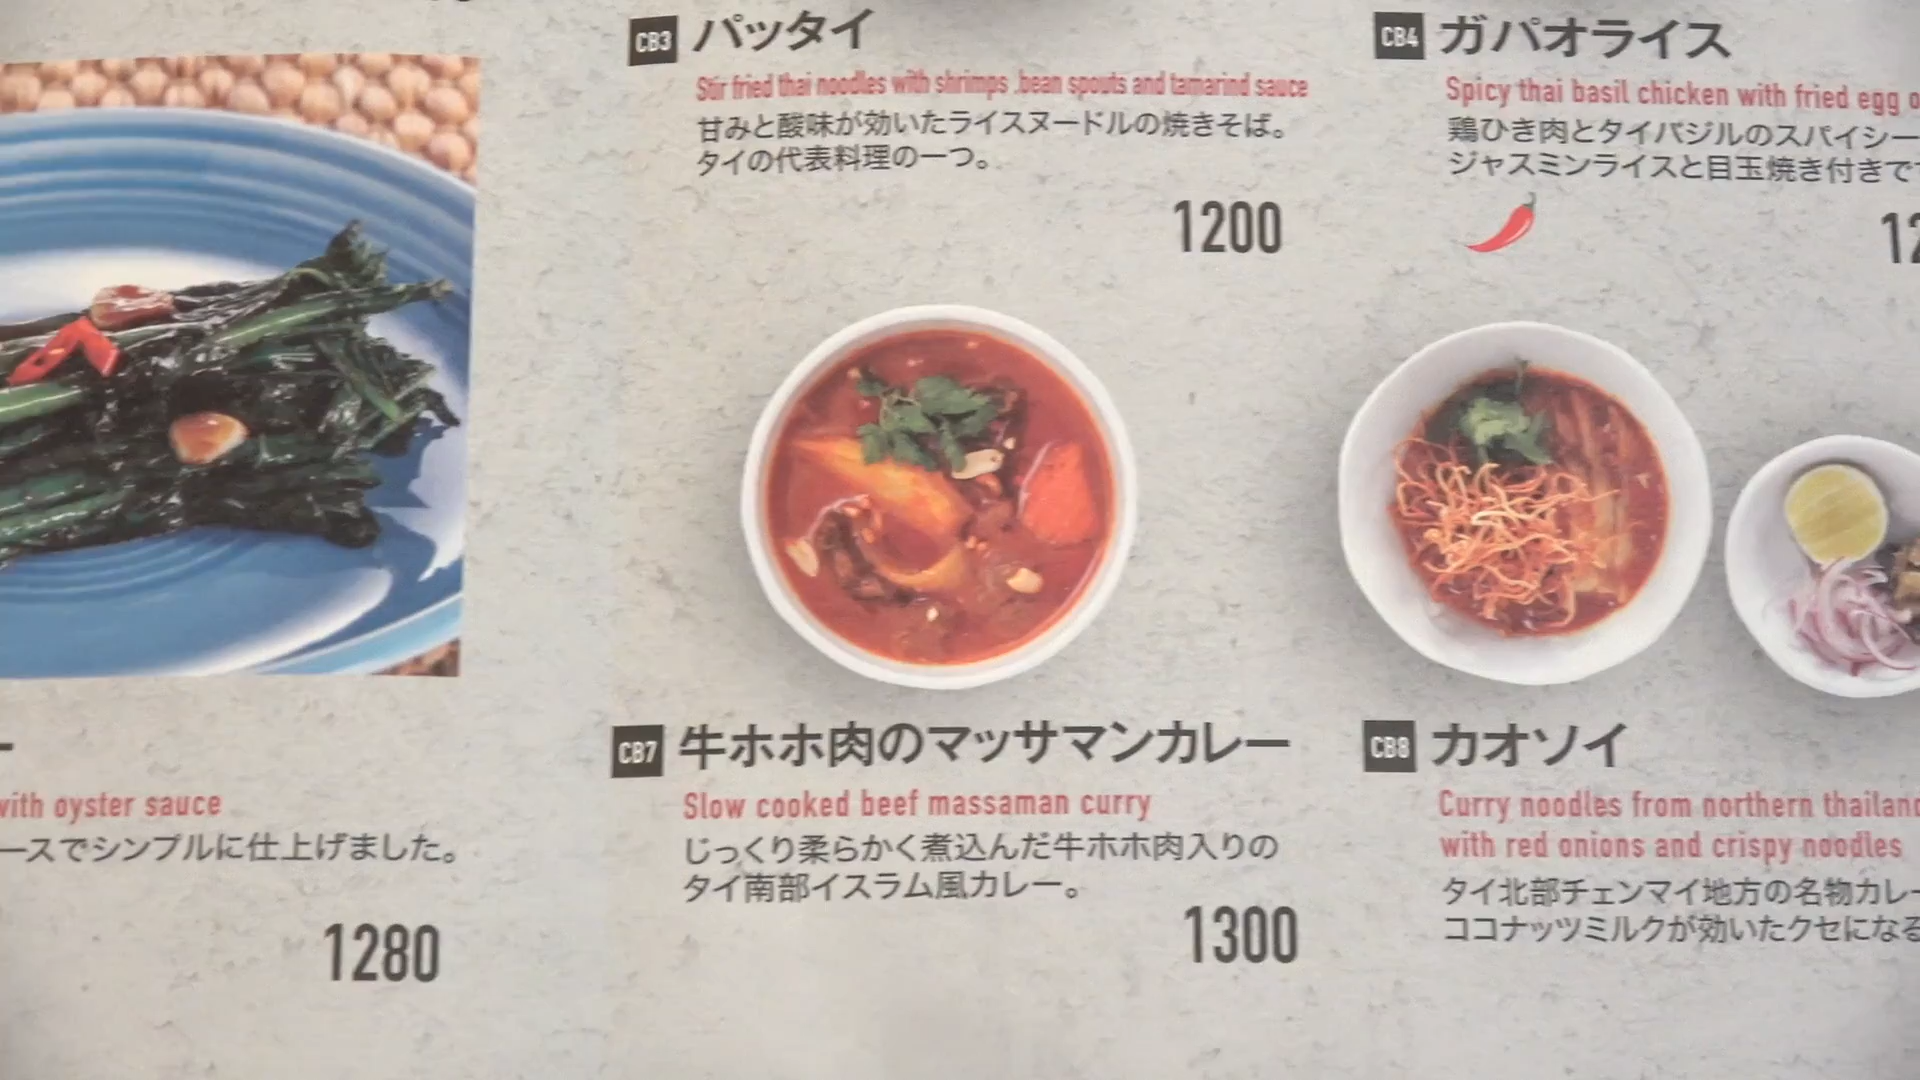 CB3 パッタイ
Stir fried thai noodles with shrimps .bean spouts and tamarind sauce
甘みと酸味が効いたライスヌードルの焼きそば。
タイの代表料理の一つ。
1200
CB4 ガパオライス
Spicy thai basil chicken with fried egg
鶏ひき肉とタイバジルのスパイシー
ジャスミンライスと目玉焼き付きで
12
ー
with oyster sauce
ースでシンプルに仕上げました。
1280
CB7 牛ホホ肉のマッサマンカレー
Slow cooked beef massaman curry
じっくり柔らかく煮込んだ牛ホホ肉入りの
タイ南部イスラム風カレー。
1300
CB8 カオソイ
Curry noodles from northern thailand
with red onions and crispy noodles
タイ北部チェンマイ地方の名物カレー
ココナッツミルクが効いたクセになる